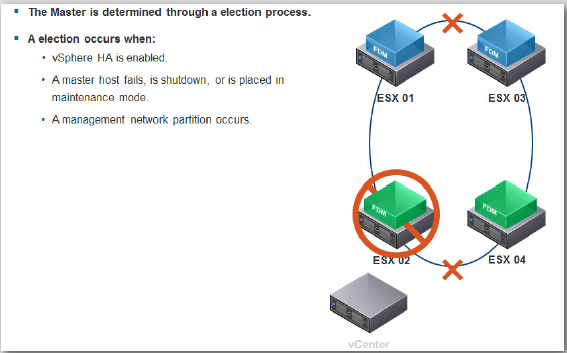 The Master is determined through a election process.
A election occurs when:
vSphere HA is enabled.
A master host fails, is shutdown, or is placed in
maintenance mode.
A management network partition occurs.
FDM
FDM
ESX 01
ESX 03
FDM
FDM
ESX 02
ESX 04
vCenter